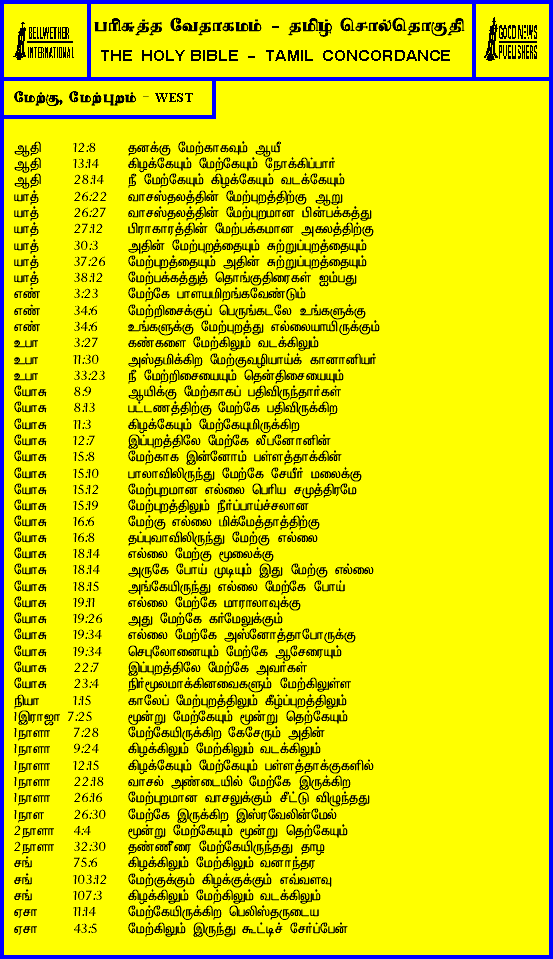 BELLWETHER
INTERNATIONAL
பரிசுத்த வேதாகமம் – தமிழ் சொல்தொகுதி
THE HOLY BIBLE – TAMIL CONCORDANCE
GOOD NEWS
PUBLISHERS
மேற்கு, மேற்புறம் – WEST
ஆதி 12:8 தனக்கு மேற்காகவும் ஆயீ
ஆதி 13:14 கிழக்கேயும் மேற்கேயும் நோக்கிப்பார்
ஆதி 28:14 நீ மேற்கேயும் கிழக்கேயும் வடக்கேயும்
யாத் 26:22 வாசஸ்தலத்தின் மேற்புறத்திற்கு ஆறு
யாத் 26:27 வாசஸ்தலத்தின் மேற்புறமான பின்பக்கத்து
யாத் 27:12 பிராகாரத்தின் மேற்பக்கமான அகலத்திற்கு
யாத் 30:3 அதின் மேற்புறத்தையும் சுற்றுப்புறத்தையும்
யாத் 37:26 மேற்புறத்தையும் அதின் சுற்றுப்புறத்தையும்
யாத் 38:12 மேற்பக்கத்துத் தொங்குதிரைகள் ஐம்பது
எண் 3:23 மேற்கே பாளயமிறங்கவேண்டும்
எண் 34:6 மேற்றிசைக்குப் பெருங்கடலே உங்களுக்கு
எண் 34:6 உங்களுக்கு மேற்புறத்து எல்லையாயிருக்கும்
உபா 3:27 கண்களை மேற்கிலும் வடக்கிலும்
உபா 11:30 அஸ்தமிக்கிற மேற்குவழியாய்க் கானானியர்
உபா 33:23 நீ மேற்றிசையையும் தென்திசையையும்
யோசு 8:9 ஆயிக்கு மேற்காகப் பதிவிருந்தார்கள்
யோசு 8:13 பட்டணத்திற்கு மேற்கே பதிவிருக்கிற
யோசு 11:3 கிழக்கேயும் மேற்கேயுமிருக்கிற
யோசு 12:7 இப்புறத்திலே மேற்கே லீபனோனின்
யோசு 15:8 மேற்காக இன்னோம் பள்ளத்தாக்கின்
யோசு 15:10 பாலாவிலிருந்து மேற்கே சேயீர் மலைக்கு
யோசு 15:12 மேற்புறமான எல்லை பெரிய சமுத்திரமே
யோசு 15:19 மேற்புறத்திலும் நீர்ப்பாய்ச்சலான
யோசு 16:6 மேற்கு எல்லை மிக்மேத்தாத்திற்கு
யோசு 16:8 தப்புவாவிலிருந்து மேற்கு எல்லை
யோசு 18:14 எல்லை மேற்கு மூலைக்கு
யோசு 18:14 அருகே போய் முடியும் இது மேற்கு எல்லை
யோசு 18:15 அங்கேயிருந்து எல்லை மேற்கே போய்
யோசு 19:11 எல்லை மேற்கே மாராலாவுக்கு
யோசு 19:26 அது மேற்கே கர்மேலுக்கும்
யோசு 19:34 எல்லை மேற்கே அஸ்னோத்தாபோருக்கு
யோசு 19:34 செபுலோனையும் மேற்கே ஆசேரையும்
யோசு 22:7 இப்புறத்திலே மேற்கே அவர்கள்
யோசு 23:4 நிர்மூலமாக்கினவைகளும் மேற்கிலுள்ள
நியா 1:15 காலேப் மேற்புறத்திலும் கீழ்ப்புறத்திலும்
1இராஜா 7:25 மூன்று மேற்கேயும் மூன்று தெற்கேயும்
1நாளா 7:28 மேற்கேயிருக்கிற கேசேரும் அதின்
1நாளா 9:24 கிழக்கிலும் மேற்கிலும் வடக்கிலும்
1நாளா 12:15 கிழக்கேயும் மேற்கேயும் பள்ளத்தாக்குகளில்
1நாளா 22:18 வாசல் அண்டையில் மேற்கே இருக்கிற
1நாளா 26:16 மேற்புறமான வாசலுக்கும் சீட்டு விழுந்தது
1நாள 26:30 மேற்கே இருக்கிற இஸ்ரவேலின்மேல்
2நாளா 4:4 மூன்று மேற்கேயும் மூன்று தெற்கேயும்
2நாளா 32:30 தண்ணீரை மேற்கேயிருந்தது தாழ
சங் 75:6 கிழக்கிலும் மேற்கிலும் வனாந்தர
சங் 103:12 மேற்குக்கும் கிழக்குக்கும் எவ்வளவு
சங் 107:3 கிழக்கிலும் மேற்கிலும் வடக்கிலும்
ஏசா 11:14 மேற்கேயிருக்கிற பெலிஸ்தருடைய
ஏசா 43:5 மேற்கிலும் இருந்து கூட்டிச் சேர்ப்பேன்